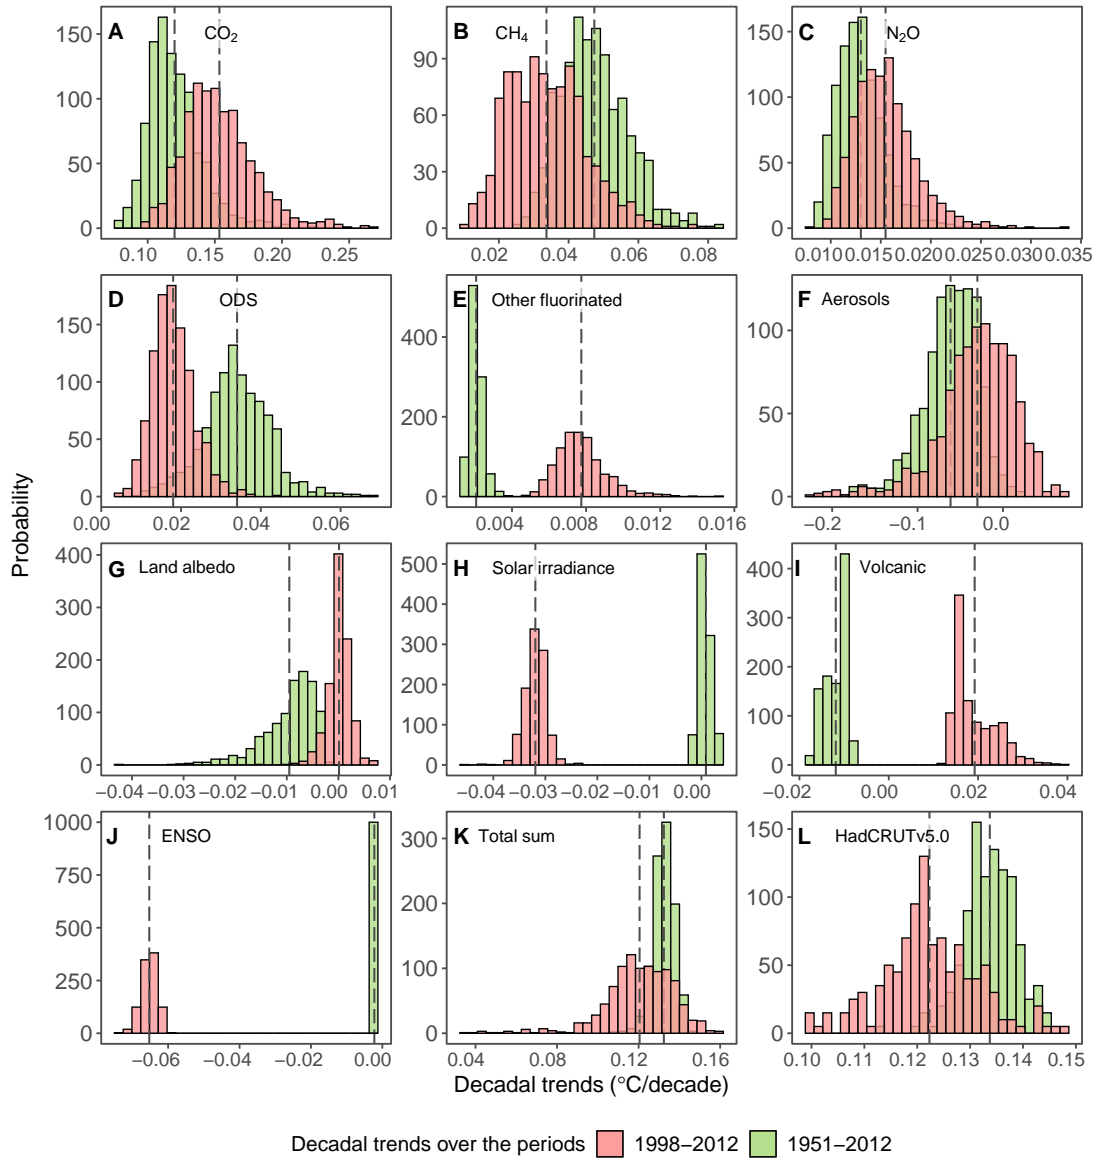 A CO2
150
100
50
0
0.10 0.15 0.20 0.25
B CH4
90
60
30
0
0.02 0.04 0.06 0.08
C N2O
150
100
50
0
0.010 0.015 0.020 0.025 0.030 0.035
D ODS
150
100
50
0
0.00 0.02 0.04 0.06
E Other fluorinated
400
200
0
0.004 0.008 0.012 0.016
F Aerosols
100
50
0
−0.2 −0.1 0.0
G Land albedo
400
300
200
100
0
−0.04 −0.03 −0.02 −0.01 0.00 0.01
H Solar irradiance
500
400
300
200
100
0
−0.04 −0.03 −0.02 −0.01 0.00
I Volcanic
400
300
200
100
0
−0.02 0.00 0.02 0.04
J ENSO
1000
750
500
250
0
−0.06 −0.04 −0.02 0.00
K Total sum
300
200
100
0
0.04 0.08 0.12 0.16
L HadCRUTv5.0
150
100
50
0
0.10 0.11 0.12 0.13 0.14 0.15
Probability
Decadal trends (°C/decade)
Decadal trends over the periods 1998−2012 1951−2012